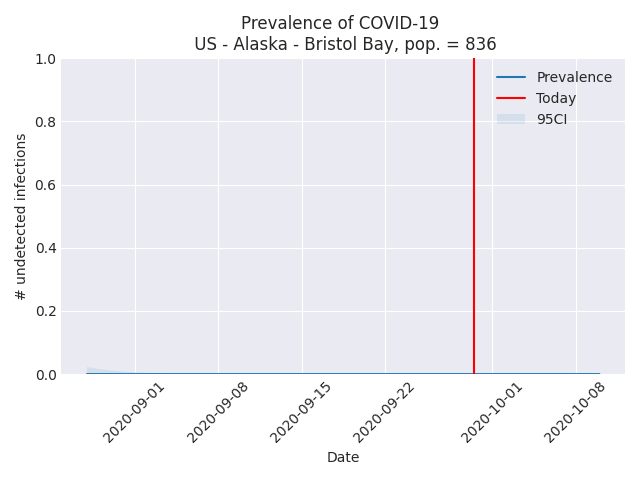 Prevalence of COVID-19
US - Alaska - Bristol Bay, pop. = 836
1.0
0.8
0.6
0.4
0.2
0.0
# undetected infections
Prevalence
Today
95CI
2020-09-01
2020-09-08
2020-09-15
2020-09-22
2020-10-01
2020-10-08
Date